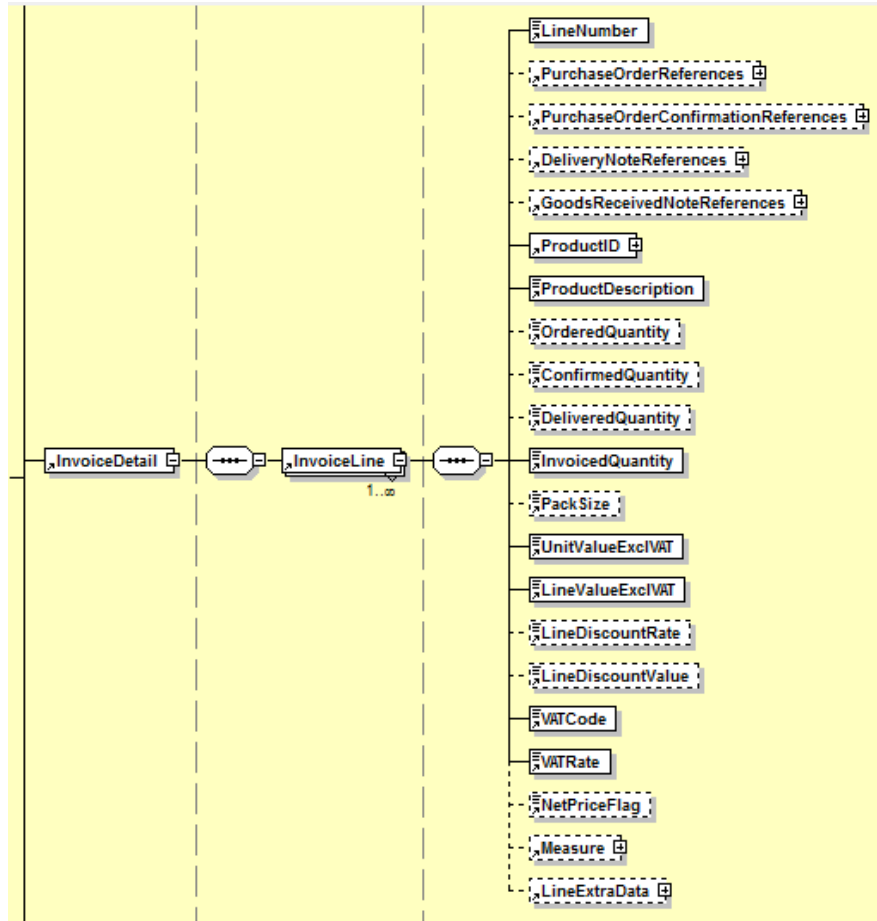 LineNumber
PurchaseOrderReferences
PurchaseOrderConfirmationReferences
DeliveryNoteReferences
GoodsReceivedNoteReferences
ProductID
ProductDescription
OrderedQuantity
ConfirmedQuantity
DeliveredQuantity
InvoiceDetail
InvoiceLine
1..∞
InvoicedQuantity
PackSize
UnitValueExclVAT
LineValueExclVAT
LineDiscountRate
LineDiscountValue
VATCode
VATRate
NetPriceFlag
Measure
LineExtraData